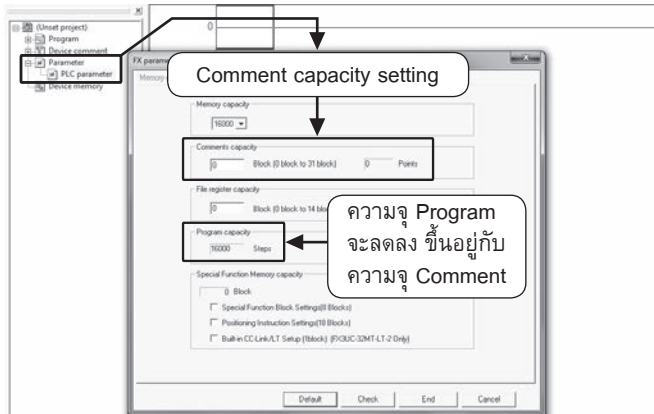 (Unset project)
Program
Device comment
Parameter
PLC parameter
Device memory
0
FX parame
Memory
Comment capacity setting
Memory capacity
16000
Comments capacity
0 Block (0 block to 31 block) 0 Points
File register capacity
0 Block (0 block to 14 blo
ความจุ Program
จะลดลง ขึ้นอยู่กับ
ความจุ Comment
Program capacity
16000 Steps
Special Function Memory capacity
0 Block
Special Function Block Settings(8 Blocks)
Positioning Instruction Settings(18 Blocks)
Built-in CC-Link/LT Setup (1block) (FX3UC-32MT-LT-2 Only)
Default Check End Cancel